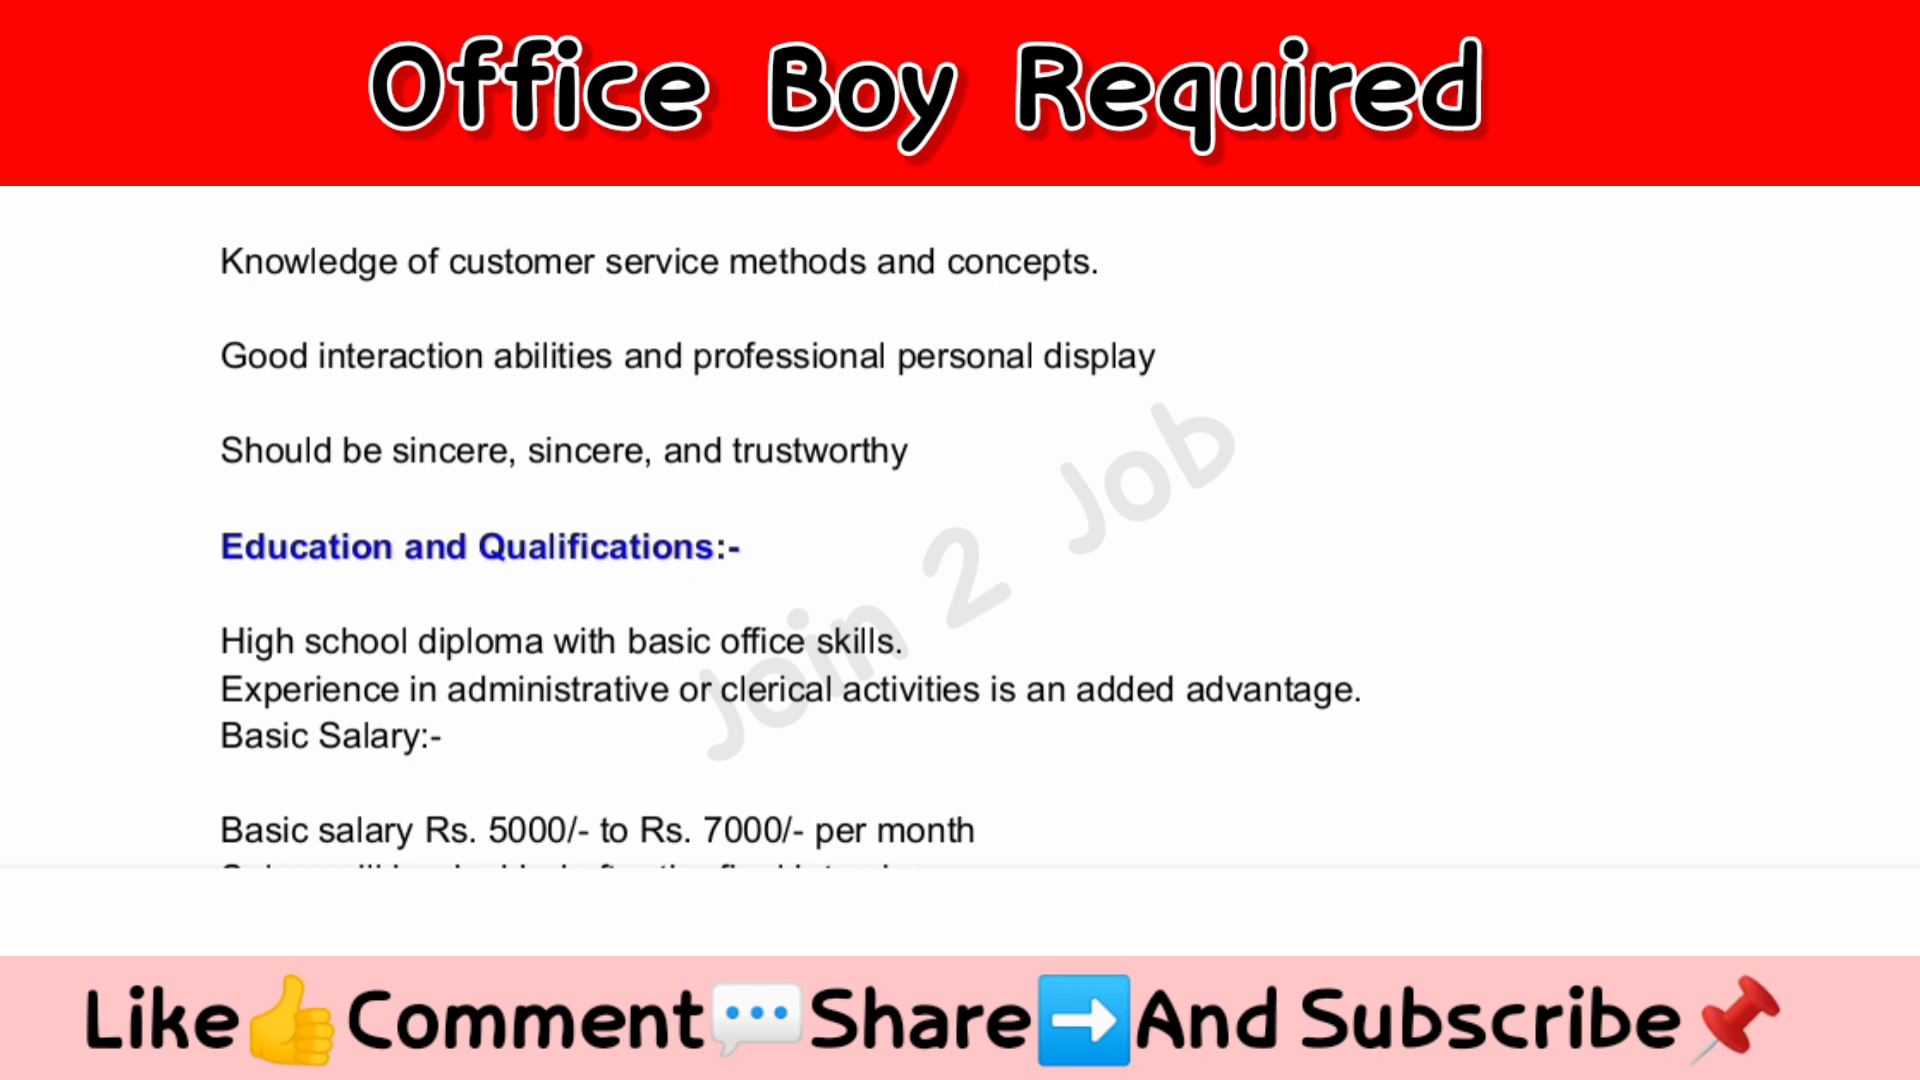 Office Boy Required
Knowledge of customer service methods and concepts.
Good interaction abilities and professional personal display
Should be sincere, sincere, and trustworthy
Education and Qualifications:-
High school diploma with basic office skills.
Experience in administrative or clerical activities is an added advantage.
Basic Salary:-
Basic salary Rs. 5000/- to Rs. 7000/- per month
Join 2 Job
Like👍Comment💬Share➡️And Subscribe📌